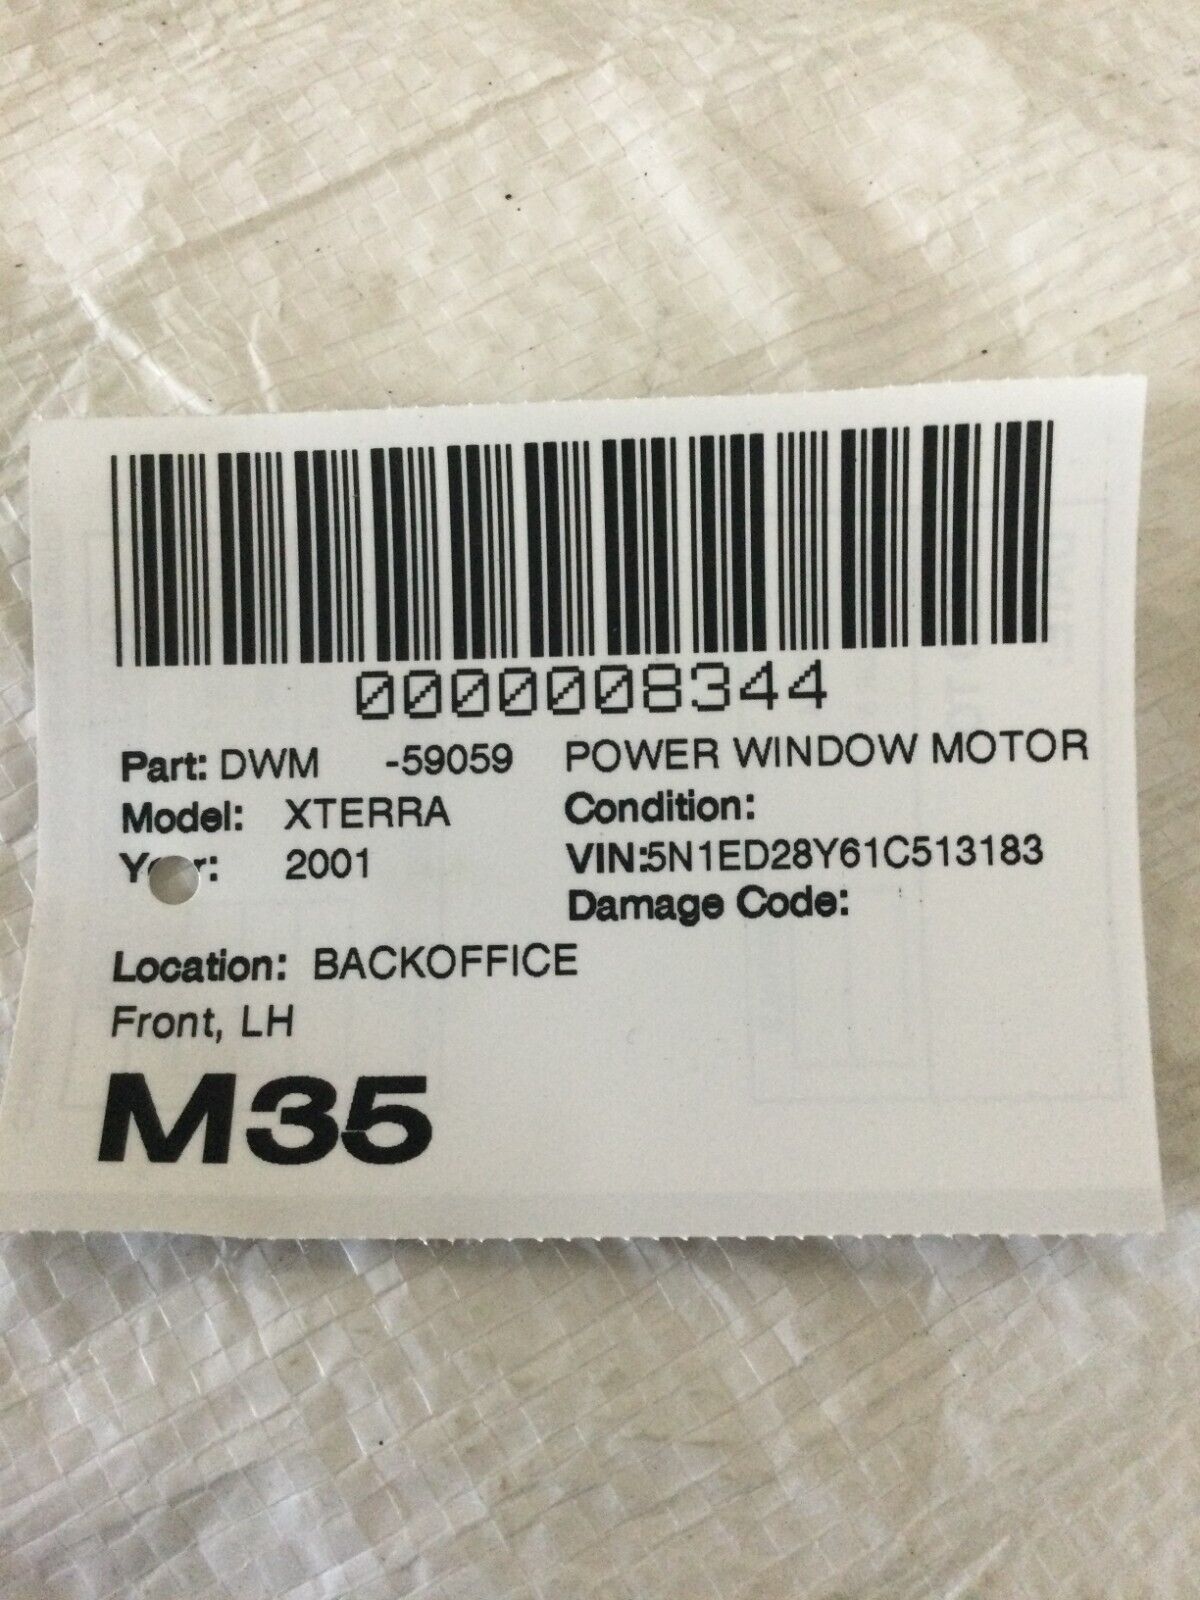 0000008344
Part: DWM -59059 POWER WINDOW MOTOR
Model: XTERRA Condition:
2001 VIN:5N1ED28Y61C513183
Damage Code:
Location: BACKOFFICE
Front, LH
M35